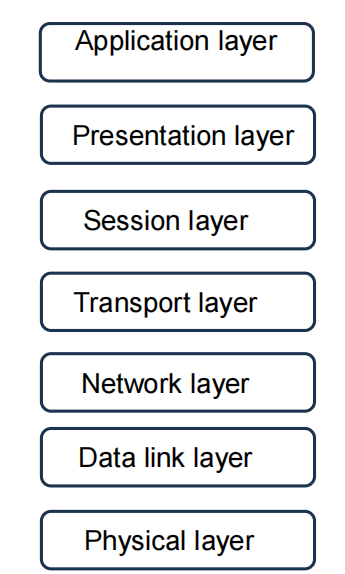 Application layer
Presentation layer
Session layer
Transport layer
Network layer
Data link layer
Physical layer